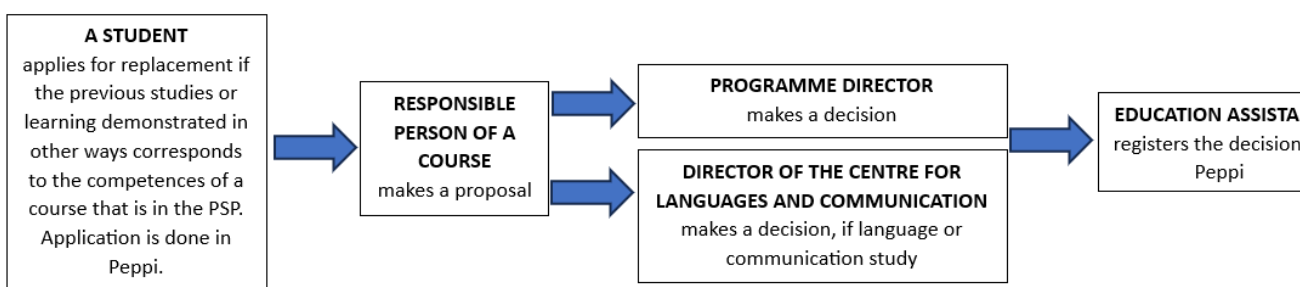 A STUDENT
applies for replacement if
the previous studies or
learning demonstrated in
other ways corresponds
to the competences of a
course that is in the PSP.
Application is done in
Peppi.
RESPONSIBLE
PERSON OF A
COURSE
makes a proposal
PROGRAMME DIRECTOR
makes a decision
DIRECTOR OF THE CENTRE FOR
LANGUAGES AND COMMUNICATION
makes a decision, if language or
communication study
EDUCATION
registers the decision
Peppi